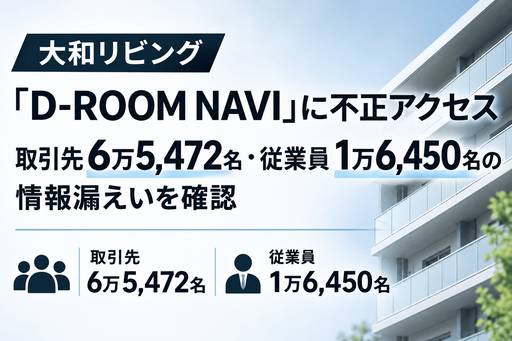 大和リビング
「D-ROOM NAVI」に不正アクセス
取引先 6万5,472名・従業員 1万6,450名の
情報漏えいを確認
取引先
6万5,472名
従業員
1万6,450名